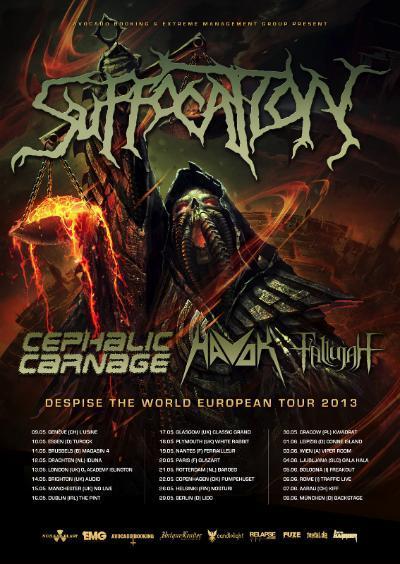 AVOCADO BOOKING & EXTREME MANAGEMENT GROUP PRESENT
SUFFOCATION
CEPHALIC CARNAGE
HAVOK
FALLUJAH
DESPISE THE WORLD EUROPEAN TOUR 2013
09.05. GENÈVE (CH) L'USINE
10.05. ESSEN (D) TUROCK
11.05. BRUSSELS (B) MAGASIN 4
12.05. DRACHTEN (NL) IDUNA
13.05. LONDON (UK) O2 ACADEMY ISLINGTON
14.05. BRIGHTON (UK) AUDIO
15.05. MANCHESTER (UK) NO LIVE
16.05. DUBLIN (IRL) THE PINT
17.05. GLASGOW (UK) CLASSIC GRAND
18.05. PLYMOUTH (UK) WHITE RABBIT
19.05. NANTES (F) FERRAILLEUR
20.05. PARIS (F) GLAZART
21.05. ROTTERDAM (NL) BAROEG
22.05. COPENHAGEN (DK) PUMPEHUSET
28.05. HELSINKI (FIN) NOSTURI
29.05. BERLIN (D) LIDO
30.05. CRACOW (PL) KWADRAT
01.06. LEIPZIG (D) CONNE ISLAND
03.06. WIEN (A) VIPER ROOM
04.06. LJUBLJANA (SLO) GALA HALA
05.06. BOLOGNA (I) FREAKOUT
06.06. ROME (I) TRAFFIC LIVE
07.06. AARAU (CH) KIFF
08.06. MÜNCHEN (D) BACKSTAGE
NUCLEAR BLAST
EMG
AVOCADO BOOKING
candlelight
RELAPSE
FUZE